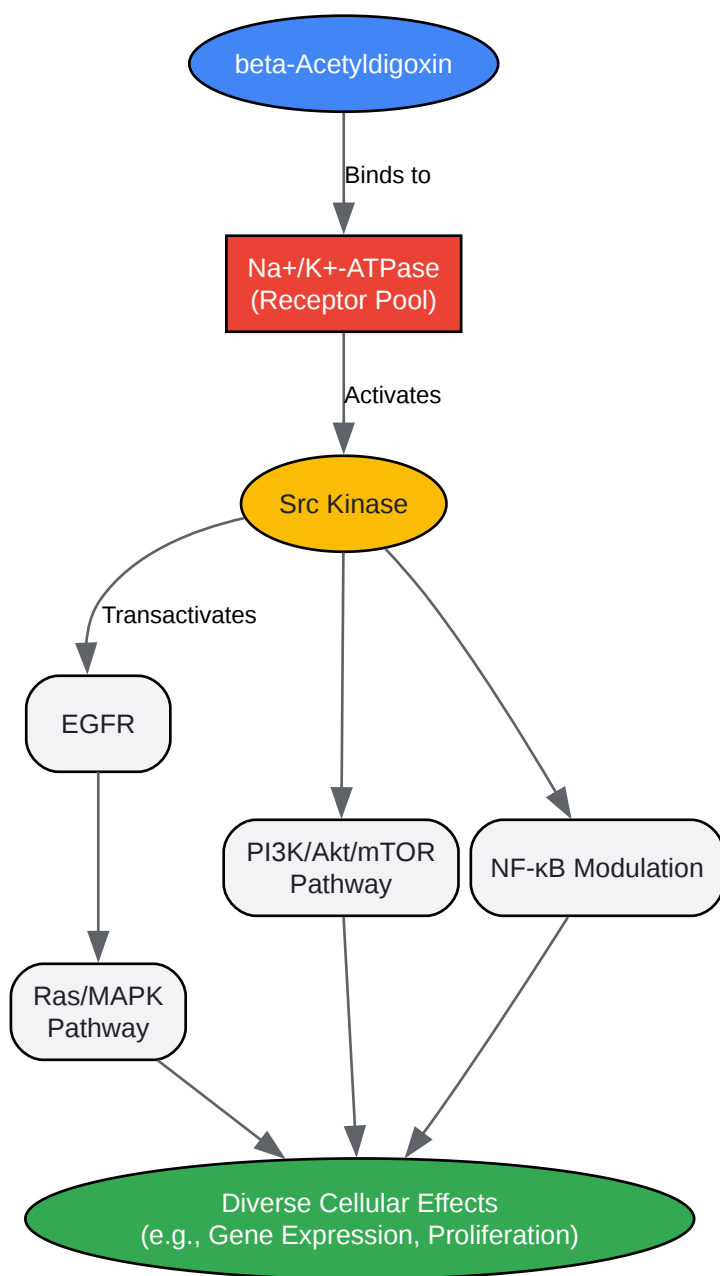 beta-Acetyldigoxin
Binds to
Na+/K+-ATPase
(Receptor Pool)
Activates
Src Kinase
Transactivates
EGFR
PI3K/Akt/mTOR
Pathway
NF-κB Modulation
Ras/MAPK
Pathway
Diverse Cellular Effects
(e.g., Gene Expression, Proliferation)